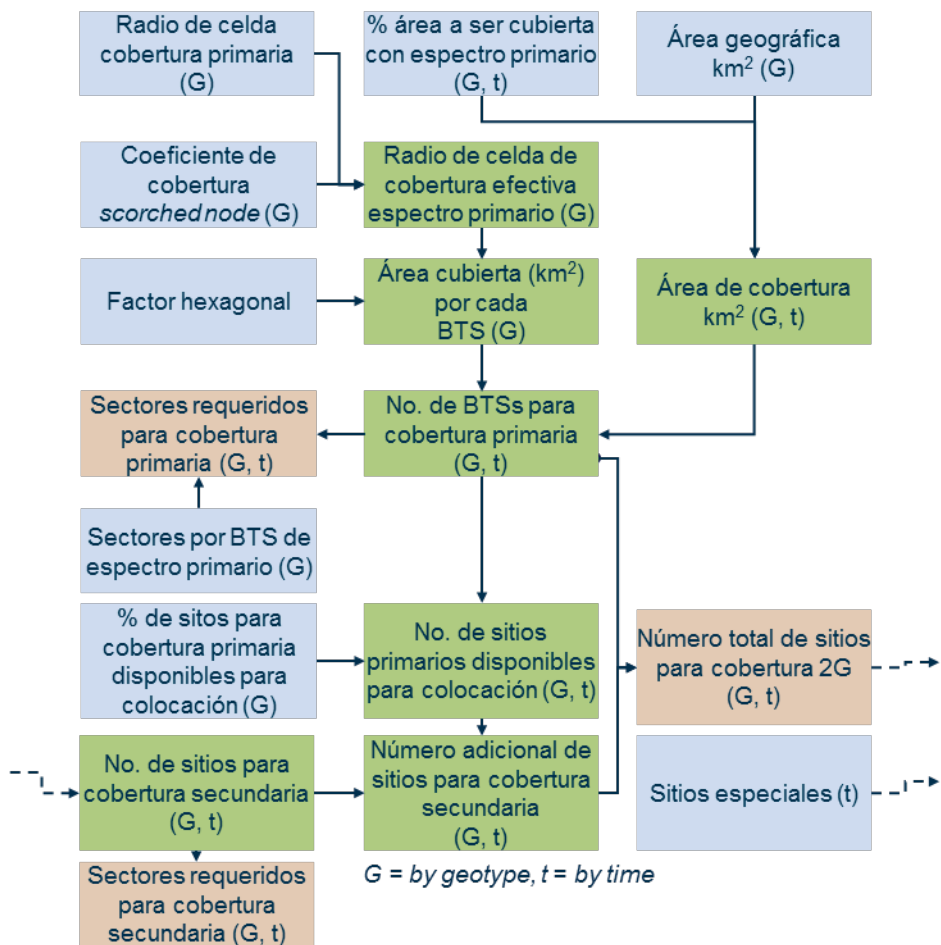 Radio de celda
cobertura primaria
(G)
% área a ser cubierta
con espectro primario
(G, t)
Área geográfica
km² (G)
Coeficiente de
cobertura
scorched node (G)
Radio de celda de
cobertura efectiva
espectro primario (G)
Factor hexagonal
Área cubierta (km²)
por cada
BTS (G)
Área de cobertura
km² (G, t)
Sectores requeridos
para cobertura
primaria (G, t)
No. de BTSs para
cobertura primaria
(G, t)
Sectores por BTS de
espectro primario (G)
% de sitos para
cobertura primaria
disponibles para
colocación (G)
No. de sitios
primarios disponibles
para colocación (G, t)
Número total de sitios
para cobertura 2G
(G, t)
No. de sitios para
cobertura secundaria
(G, t)
Número adicional de
sitios para cobertura
secundaria
(G, t)
Sitios especiales (t)
Sectores requeridos
para cobertura
secundaria (G, t)
G = by geotype, t = by time